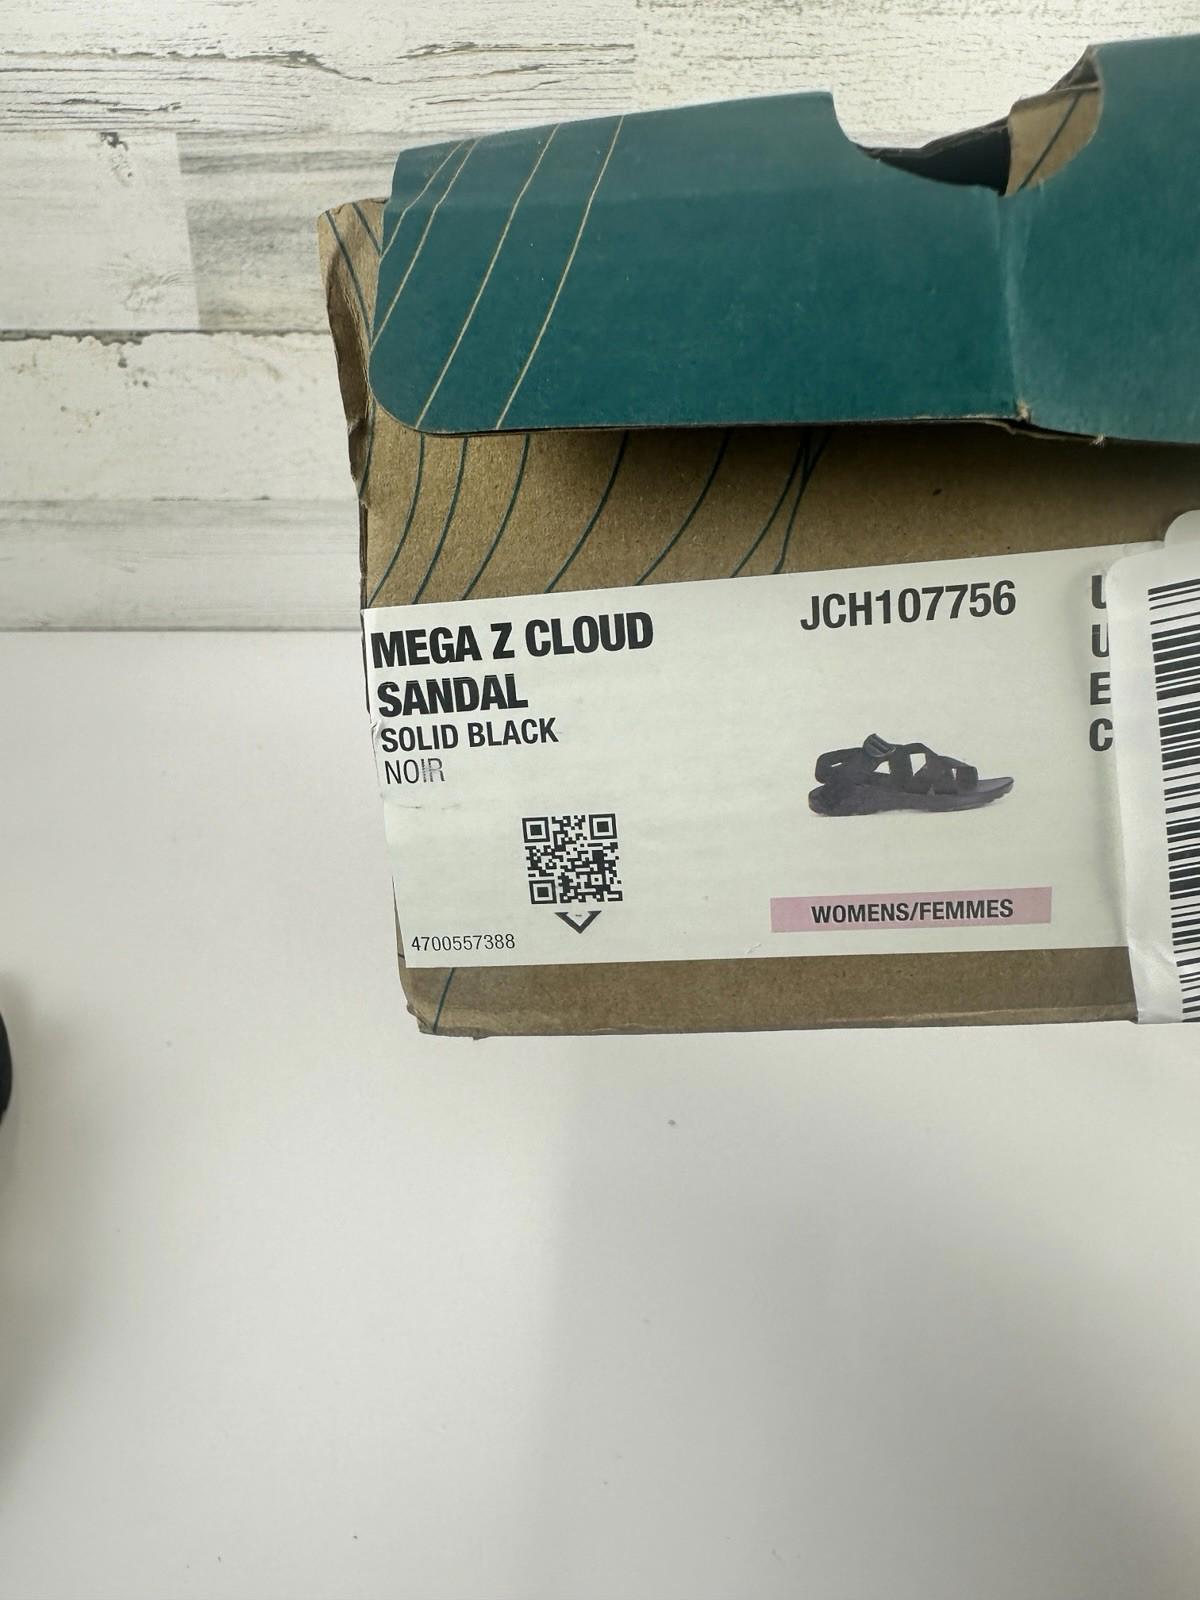 MEGA Z CLOUD
SANDAL
SOLID BLACK
NOIR
JCH107756
U
U
E
C
WOMENS/FEMMES
4700557388